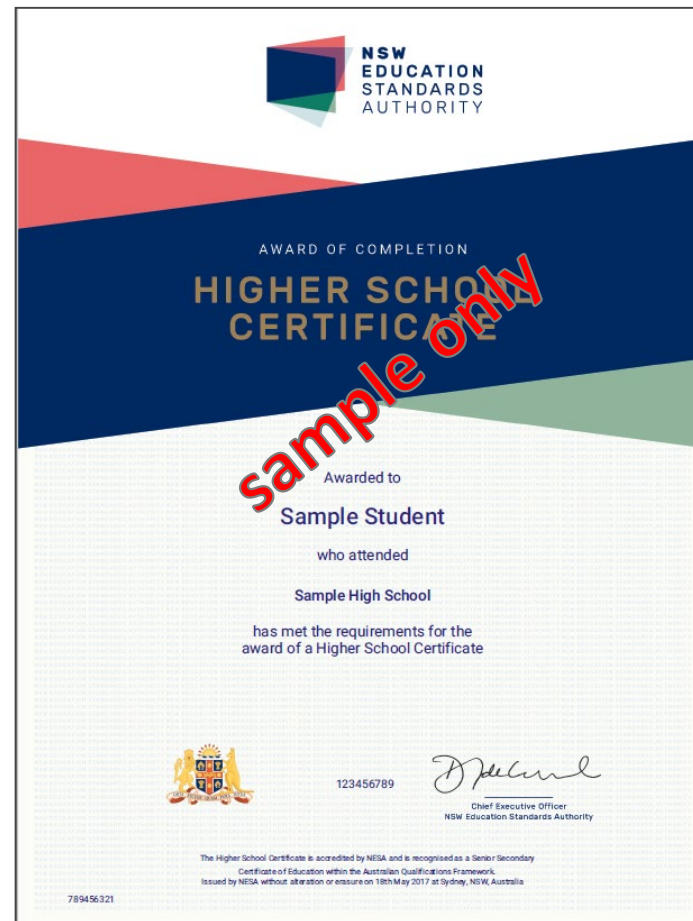 NSW
EDUCATION
STANDARDS
AUTHORITY
AWARD OF COMPLETION
HIGHER SCHOOL
CERTIFICATE
sample only
Awarded to
Sample Student
who attended
Sample High School
has met the requirements for the
award of a Higher School Certificate
123456789
Chief Executive Officer
NSW Education Standards Authority
The Higher School Certificate is accredited by NESA and is recognised as a Senior Secondary
Certificate of Education within the Australian Qualifications Framework.
Issued by NESA without alteration or erasure on 18th May 2017 at Sydney, NSW, Australia
789456321